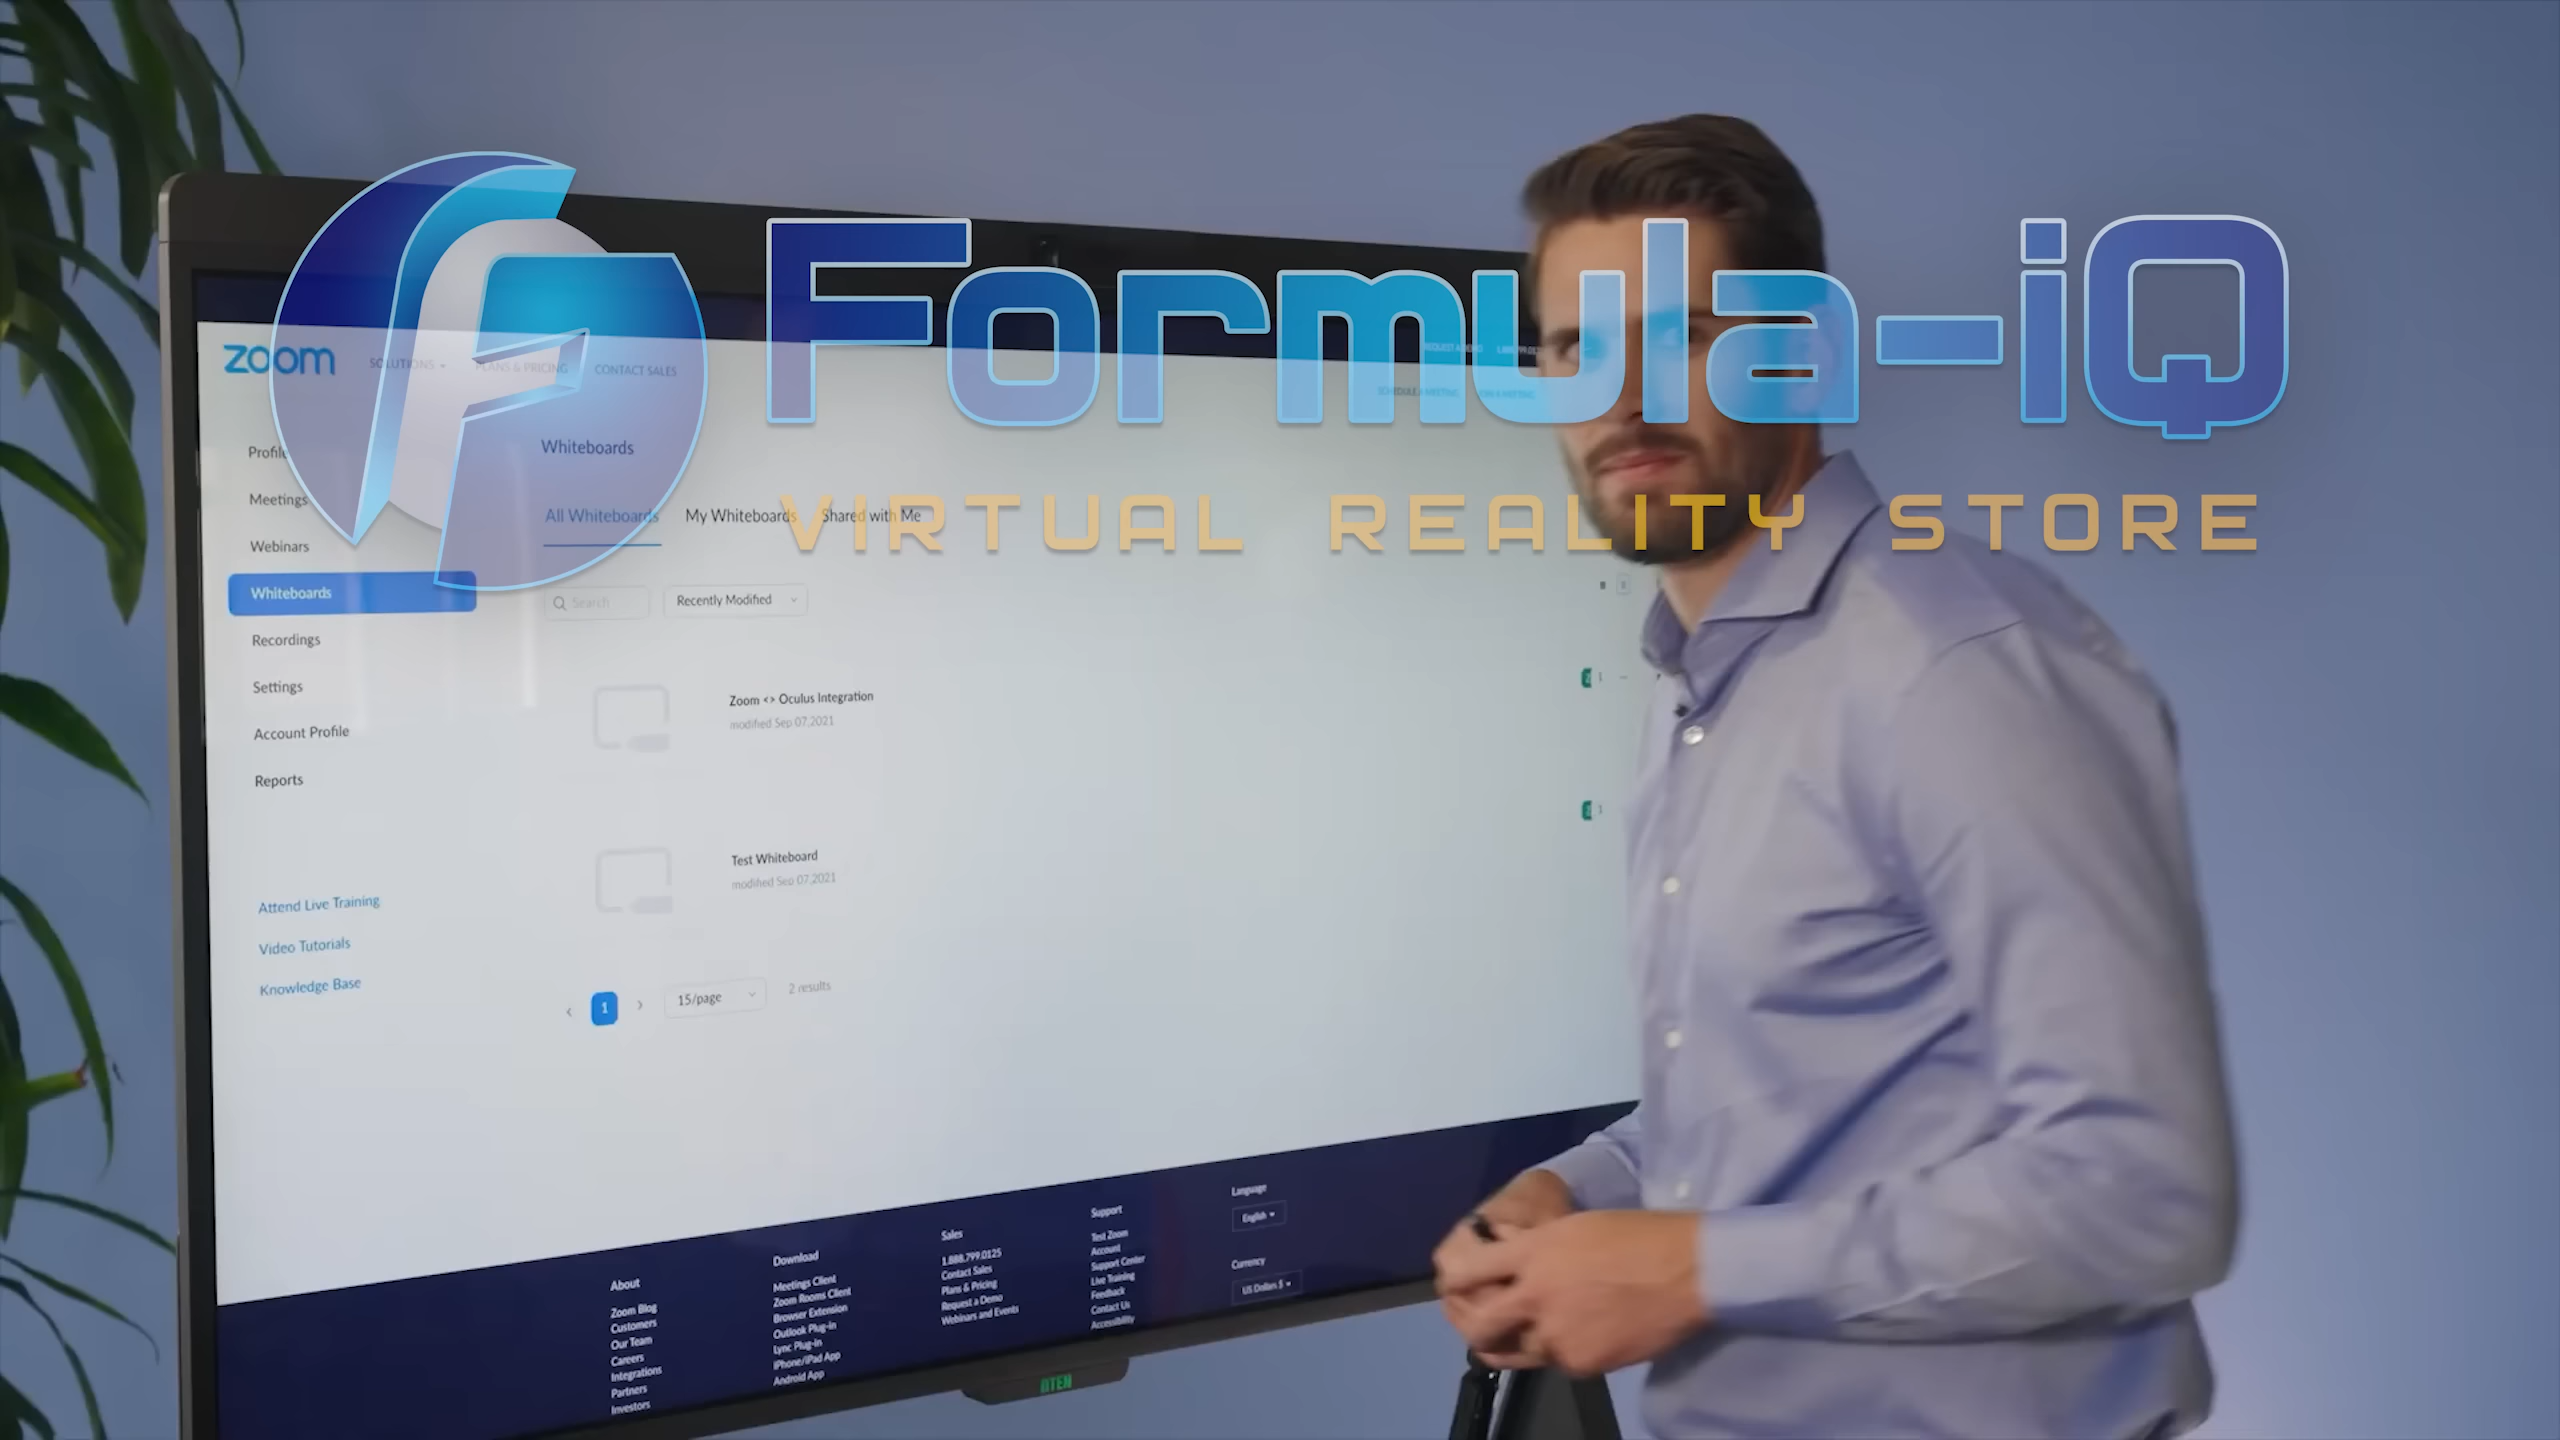 Formula-iQ
VIRTUAL REALITY STORE
zoom
SOLUTIONS
PLANS & PRICING
CONTACT SALES
Profile
Meetings
Webinars
Whiteboards
Recordings
Settings
Account Profile
Reports
Attend Live Training
Video Tutorials
Knowledge Base
Whiteboards
All Whiteboards
My Whiteboards
Shared with Me
Search
Recently Modified
Zoom <> Oculus Integration
modified Sep 07,2021
Test Whiteboard
modified Sep 07,2021
1
15/page
2 results
About
Zoom Blog
Customers
Our Team
Careers
Integrations
Partners
Investors
Download
Meetings Client
Zoom Rooms Client
Browser Extension
Outlook Plug-in
Lync Plug-in
iPhone/iPad App
Android App
Sales
1.888.799.0125
Contact Sales
Plans & Pricing
Request a Demo
Webinars and Events
Support
Test Zoom
Account
Support Center
Live Training
Feedback
Contact Us
Accessibility
Language
English
Currency
US Dollars $